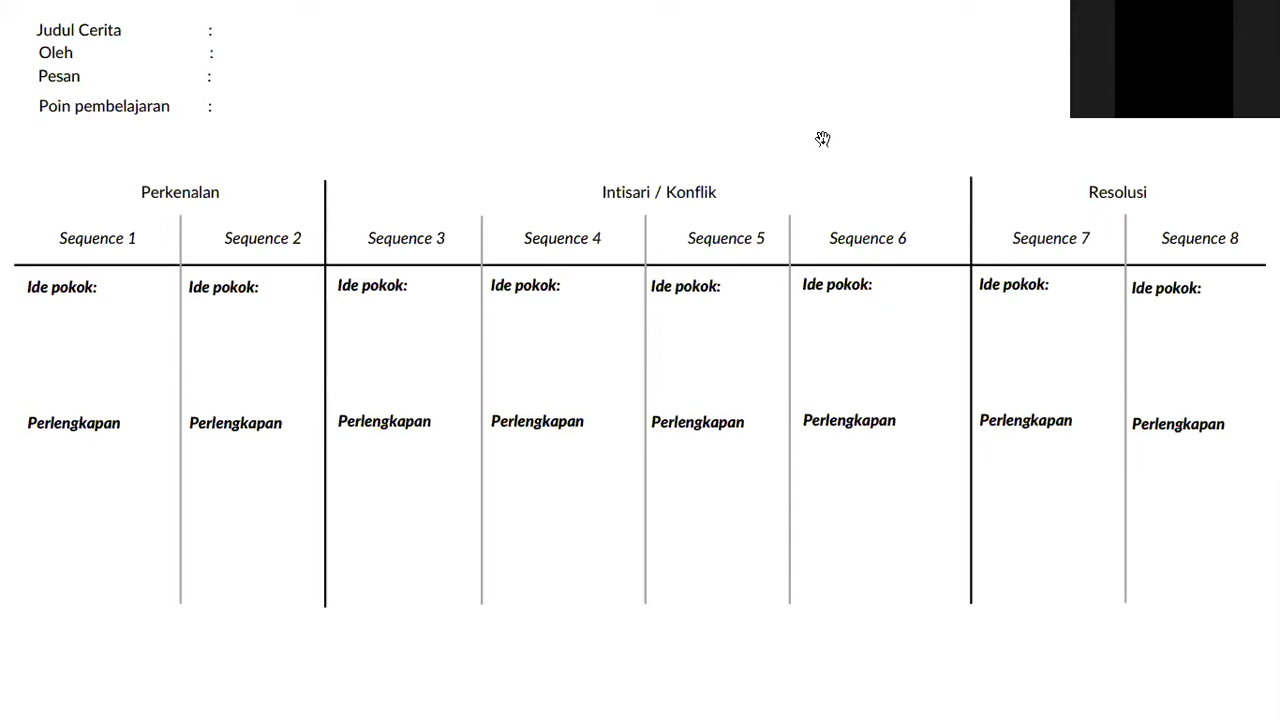 Judul Cerita :
Oleh :
Pesan :
Poin pembelajaran :
Perkenalan Intisari / Konflik Resolusi
Sequence 1 Sequence 2 Sequence 3 Sequence 4 Sequence 5 Sequence 6 Sequence 7 Sequence 8
Ide pokok: Ide pokok: Ide pokok: Ide pokok: Ide pokok: Ide pokok: Ide pokok: Ide pokok:
Perlengkapan Perlengkapan Perlengkapan Perlengkapan Perlengkapan Perlengkapan Perlengkapan Perlengkapan